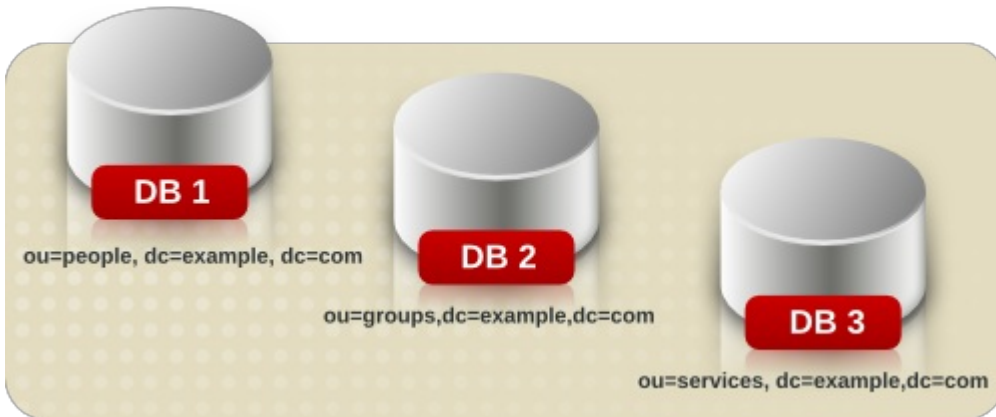 DB 1
ou=people, dc=example, dc=com
DB 2
ou=groups,dc=example,dc=com
DB 3
ou=services, dc=example,dc=com